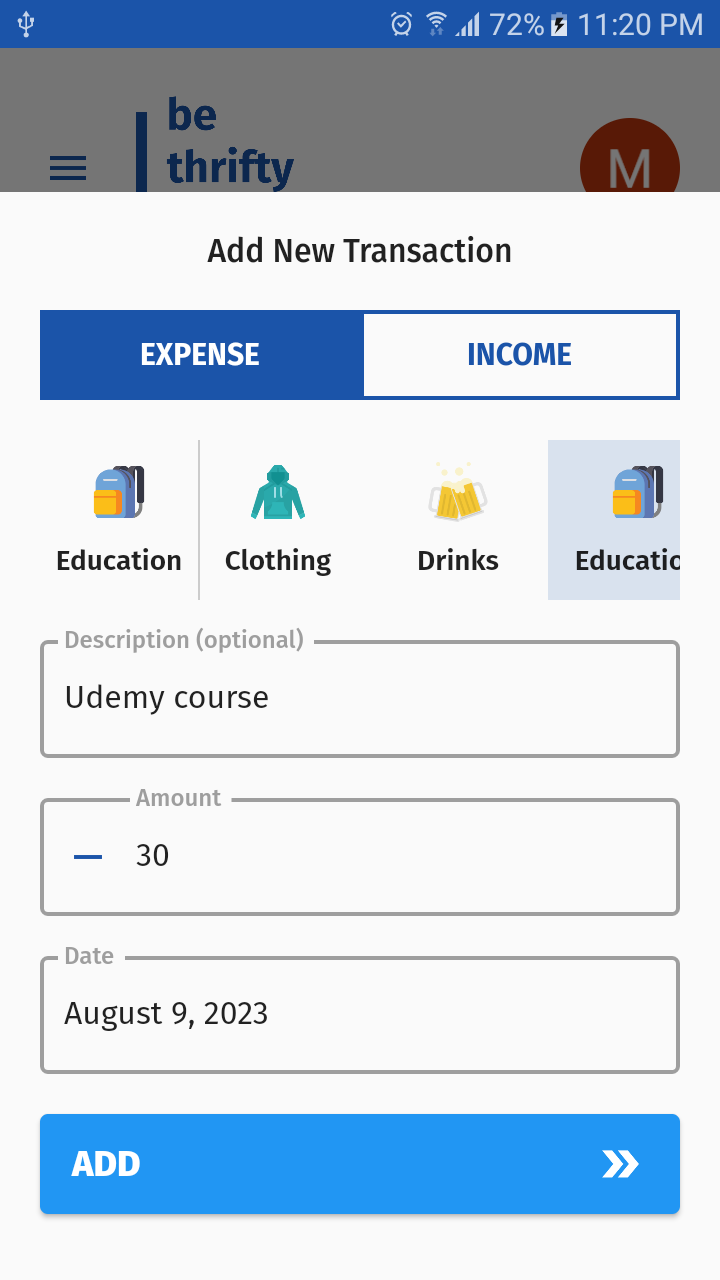 72% 11:20 PM
be
thrifty
M
Add New Transaction
EXPENSE INCOME
Education Clothing Drinks Educatio
Description (optional)
Udemy course
Amount
30
Date
August 9, 2023
ADD